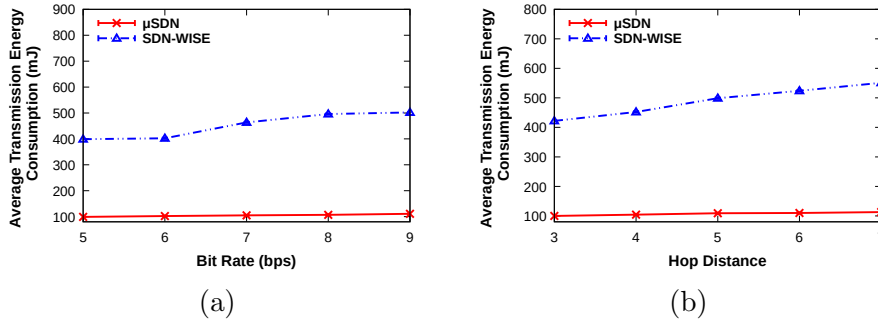 900
800
700
600
500
400
300
200
100
5
6
7
8
9
Average Transmission Energy
Consumption (mJ)
Bit Rate (bps)
µSDN
SDN-WISE
(a)
800
700
600
500
400
300
200
100
3
4
5
6
Average Transmission Energy
Consumption (mJ)
Hop Distance
µSDN
SDN-WISE
(b)